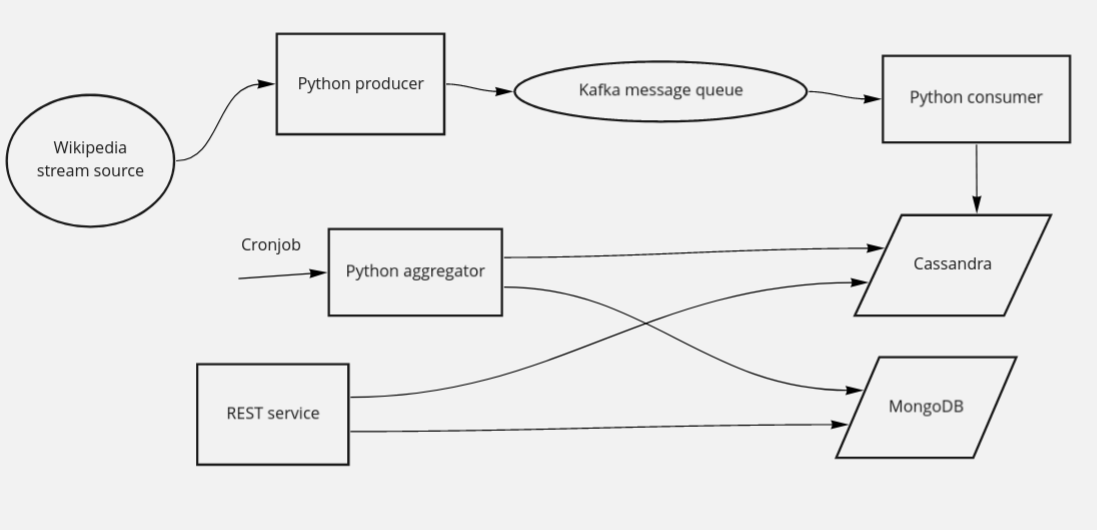 Wikipedia
stream source
Python producer
Kafka message queue
Python consumer
Cronjob
Python aggregator
Cassandra
REST service
MongoDB